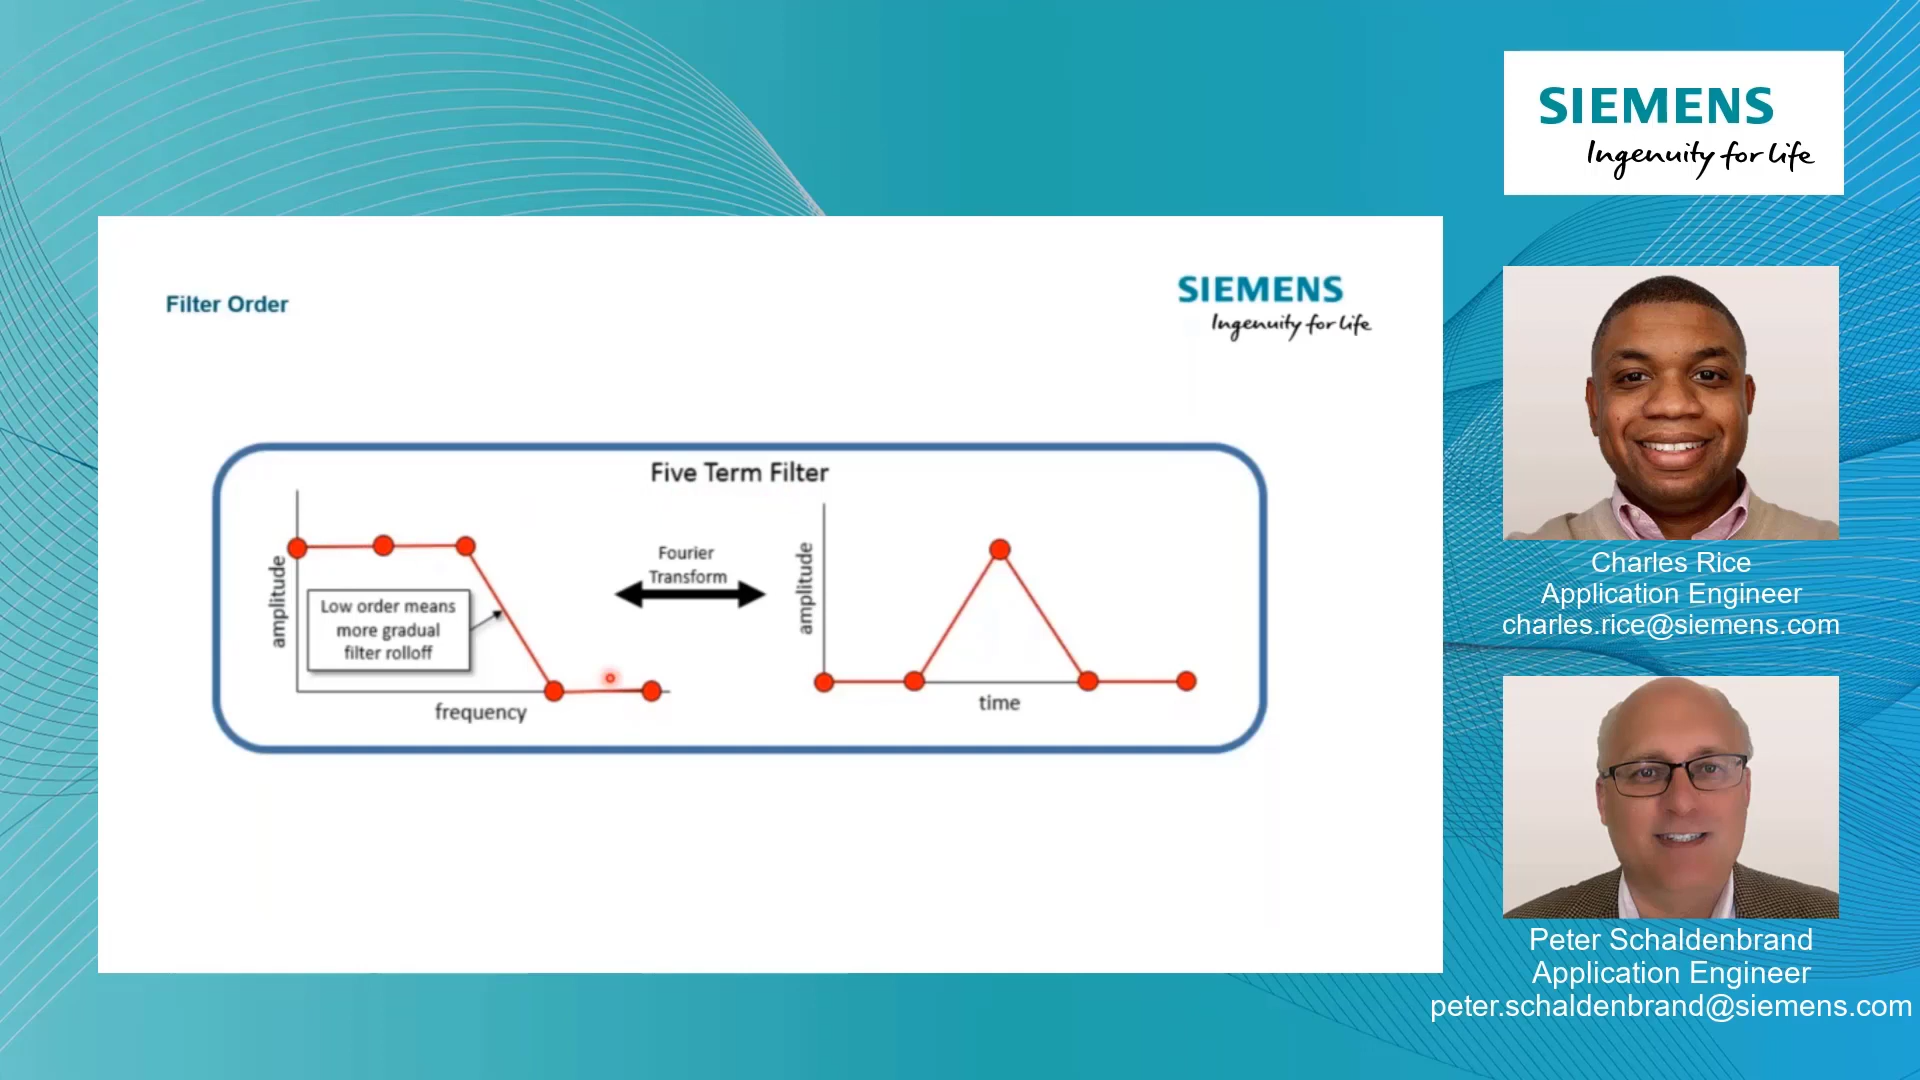 SIEMENS
Ingenuity for life
Filter Order
SIEMENS
Ingenuity for life
Five Term Filter
amplitude
Low order means
more gradual
filter rolloff
frequency
Fourier
Transform
amplitude
time
Charles Rice
Application Engineer
charles.rice@siemens.com
Peter Schaldenbrand
Application Engineer
peter.schaldenbrand@siemens.com